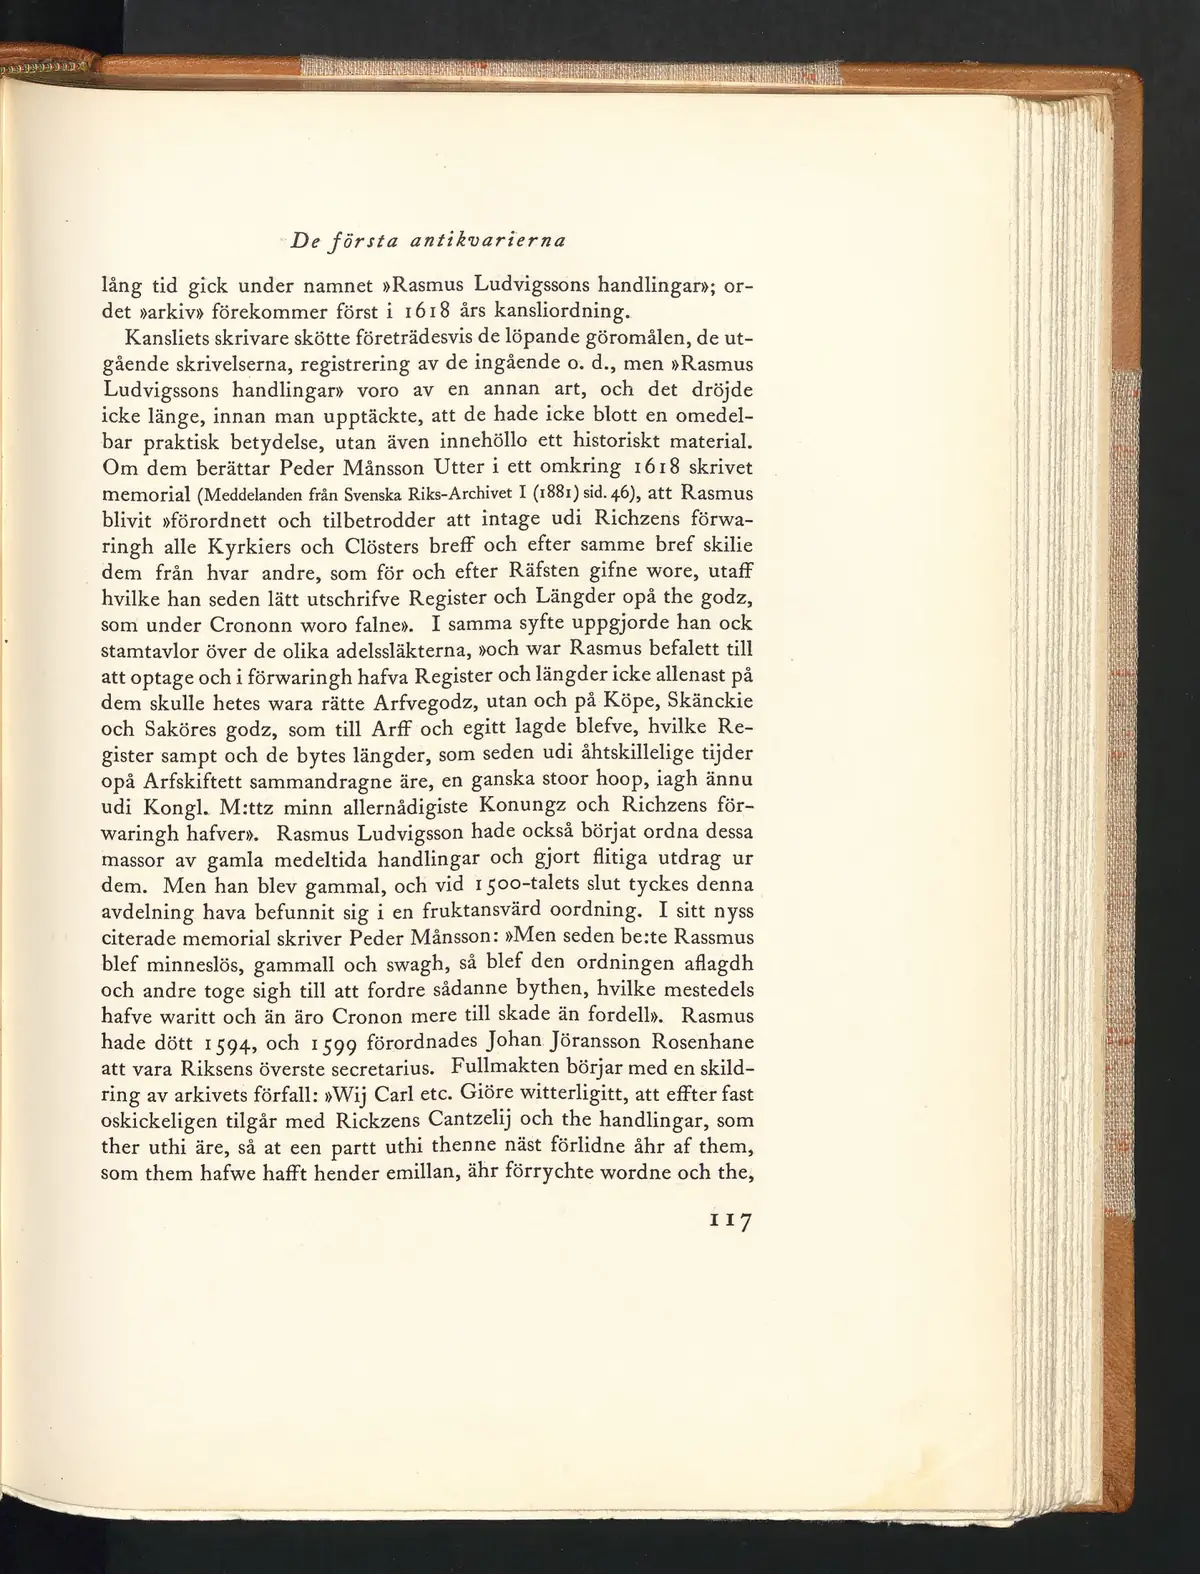 De första antikvarierna
lång tid gick under namnet »Rasmus Ludvigssons handlingar»; or-
det »arkiv» förekommer först i 1618 års kansliordning.
Kansliets skrivare skötte företrädesvis de löpande göromålen, de ut-
gående skrivelserna, registrering av de ingående o. d., men »Rasmus
Ludvigssons handlingar» voro av en annan art, och det dröjde
icke länge, innan man upptäckte, att de hade icke blott en omedel-
bar praktisk betydelse, utan även innehöllo ett historiskt material.
Om dem berättar Peder Månsson Utter i ett omkring 1618 skrivet
memorial (Meddelanden från Svenska Riks-Archivet I (1881) sid. 46), att Rasmus
blivit »förordnett och tilbetrodder att intage udi Richzens förwa-
ringh alle Kyrkiers och Clösters breff och efter samme bref skilie
dem från hvar andre, som för och efter Räfsten gifne wore, utaff
hvilke han seden lätt utschrifve Register och Längder opå the godz,
som under Crononn woro falne». I samma syfte uppgjorde han ock
stamtavlor över de olika adelssläkterna, »och war Rasmus befalett till
att optage och i förwaringh hafva Register och längder icke allenast på
dem skulle hetes wara rätte Arfvegodz, utan och på Köpe, Skänckie
och Saköres godz, som till Arff och egitt lagde blefve, hvilke Re-
gister sampt och de bytes längder, som seden udi åhtskillelige tijder
opå Arfskiftett sammandragne äre, en ganska stoor hoop, iagh ännu
udi Kongl. M:ttz minn allernådigiste Konungz och Richzens för-
waringh hafver». Rasmus Ludvigsson hade också börjat ordna dessa
massor av gamla medeltida handlingar och gjort flitiga utdrag ur
dem. Men han blev gammal, och vid 1500-talets slut tyckes denna
avdelning hava befunnit sig i en fruktansvärd oordning. I sitt nyss
citerade memorial skriver Peder Månsson: »Men seden be:te Rassmus
blef minneslös, gammall och swagh, så blef den ordningen aflagdh
och andre toge sigh till att fordre sådanne bythen, hvilke mestedels
hafve waritt och än äro Cronon mere till skade än fordell». Rasmus
hade dött 1594, och 1599 förordnades Johan Jöransson Rosenhane
att vara Riksens överste secretarius. Fullmakten börjar med en skild-
ring av arkivets förfall: »Wij Carl etc. Giöre witterligitt, att effter fast
oskickeligen tilgår med Rickzens Cantzelij och the handlingar, som
ther uthi äre, så at een partt uthi thenne näst förlidne åhr af them,
som them hafwe hafft hender emillan, ähr förrychte wordne och the,
117